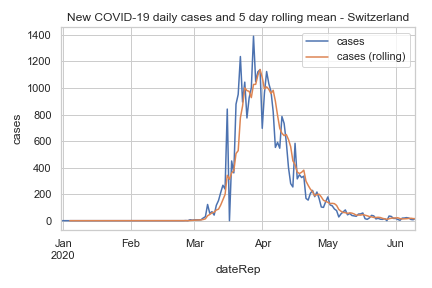 New COVID-19 daily cases and 5 day rolling mean - Switzerland
cases
cases (rolling)
1400
1200
1000
800
600
400
200
0
cases
Jan Feb Mar Apr May Jun
2020
dateRep